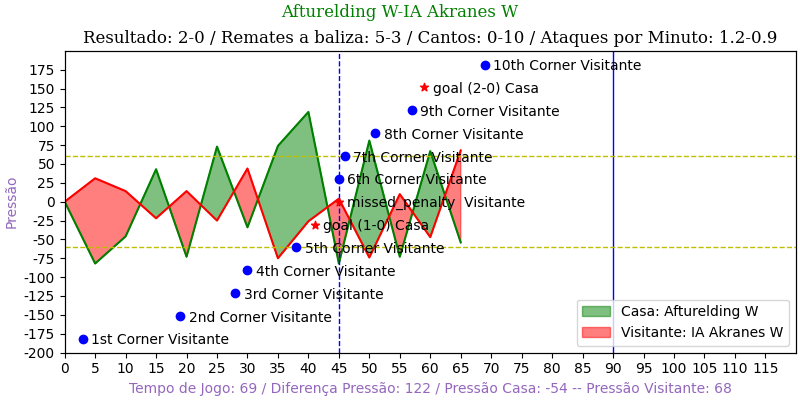 Afturelding W-IA Akranes W
Resultado: 2-0 / Remates a baliza: 5-3 / Cantos: 0-10 / Ataques por Minuto: 1.2-0.9
Pressão
175
150
125
100
75
50
25
0
-25
-50
-75
-100
-125
-150
-175
-200
10th Corner Visitante
goal (2-0) Casa
9th Corner Visitante
8th Corner Visitante
7th Corner Visitante
6th Corner Visitante
missed_penalty Visitante
goal (1-0) Casa
5th Corner Visitante
4th Corner Visitante
3rd Corner Visitante
2nd Corner Visitante
1st Corner Visitante
Casa: Afturelding W
Visitante: IA Akranes W
0 5 10 15 20 25 30 35 40 45 50 55 60 65 70 75 80 85 90 95 100 105 110 115
Tempo de Jogo: 69 / Diferença Pressão: 122 / Pressão Casa: -54 -- Pressão Visitante: 68